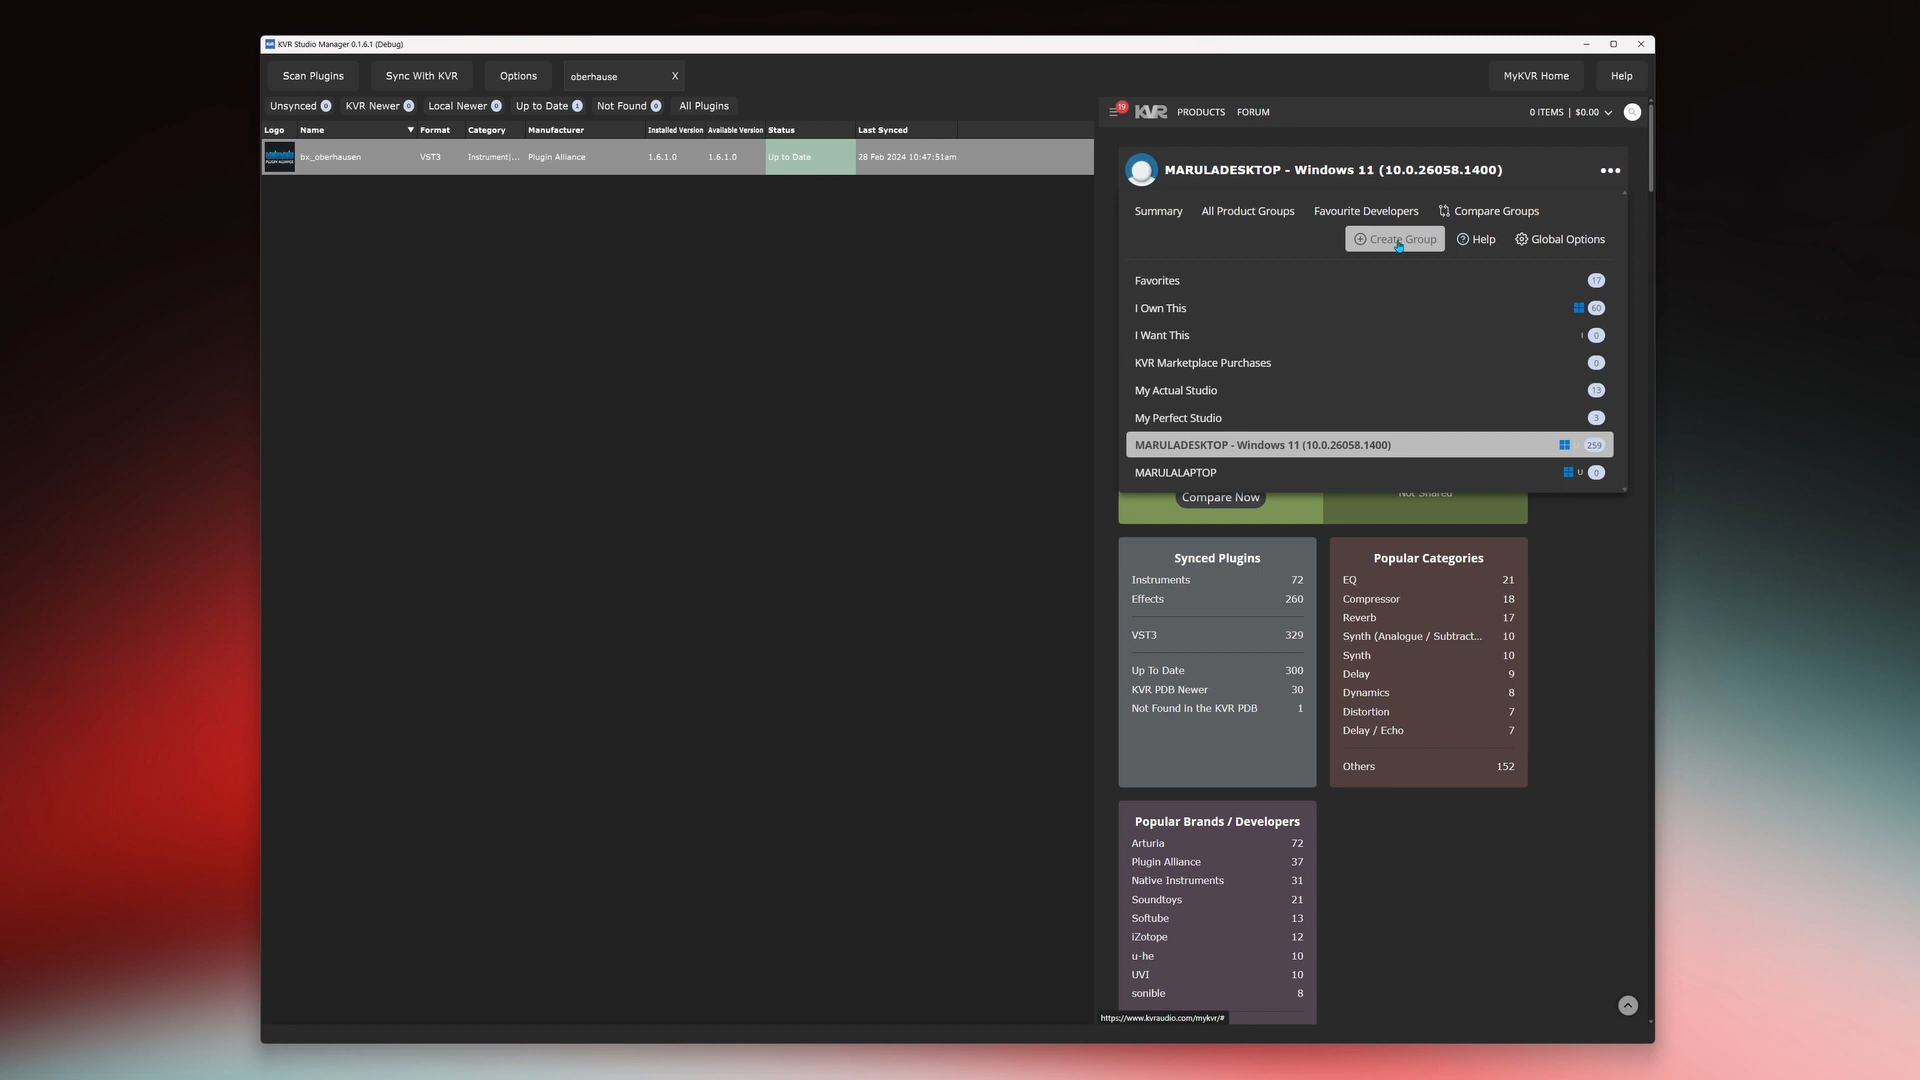 KVR Studio Manager 0.1.6.1 (Debug)
Scan Plugins
Sync With KVR
Options
oberhause
X
MyKVR Home
Help
Unsynced 0
KVR Newer 0
Local Newer 0
Up to Date 1
Not Found 0
All Plugins
Logo Name Format Category Manufacturer Installed Version Available Version Status Last Synced
bx_oberhausen VST3 Instrument|... Plugin Alliance 1.6.1.0 1.6.1.0 Up to Date 28 Feb 2024 10:47:51am
19
KVR
PRODUCTS
FORUM
0 ITEMS | $0.00
MARULADESKTOP - Windows 11 (10.0.26058.1400)
Summary
All Product Groups
Favourite Developers
Compare Groups
Create Group
Help
Global Options
Favorites 17
I Own This 60
I Want This 0
KVR Marketplace Purchases 0
My Actual Studio 13
My Perfect Studio 3
MARULADESKTOP - Windows 11 (10.0.26058.1400) 259
MARULALAPTOP U 0
Compare Now
Not Shared
Synced Plugins
Instruments 72
Effects 260
VST3 329
Up To Date 300
KVR PDB Newer 30
Not Found in the KVR PDB 1
Popular Categories
EQ 21
Compressor 18
Reverb 17
Synth (Analogue / Subtract... 10
Synth 10
Delay 9
Dynamics 8
Distortion 7
Delay / Echo 7
Others 152
Popular Brands / Developers
Arturia 72
Plugin Alliance 37
Native Instruments 31
Soundtoys 21
Softube 13
iZotope 12
u-he 10
UVI 10
sonible 8
https://www.kvraudio.com/mykvr/#